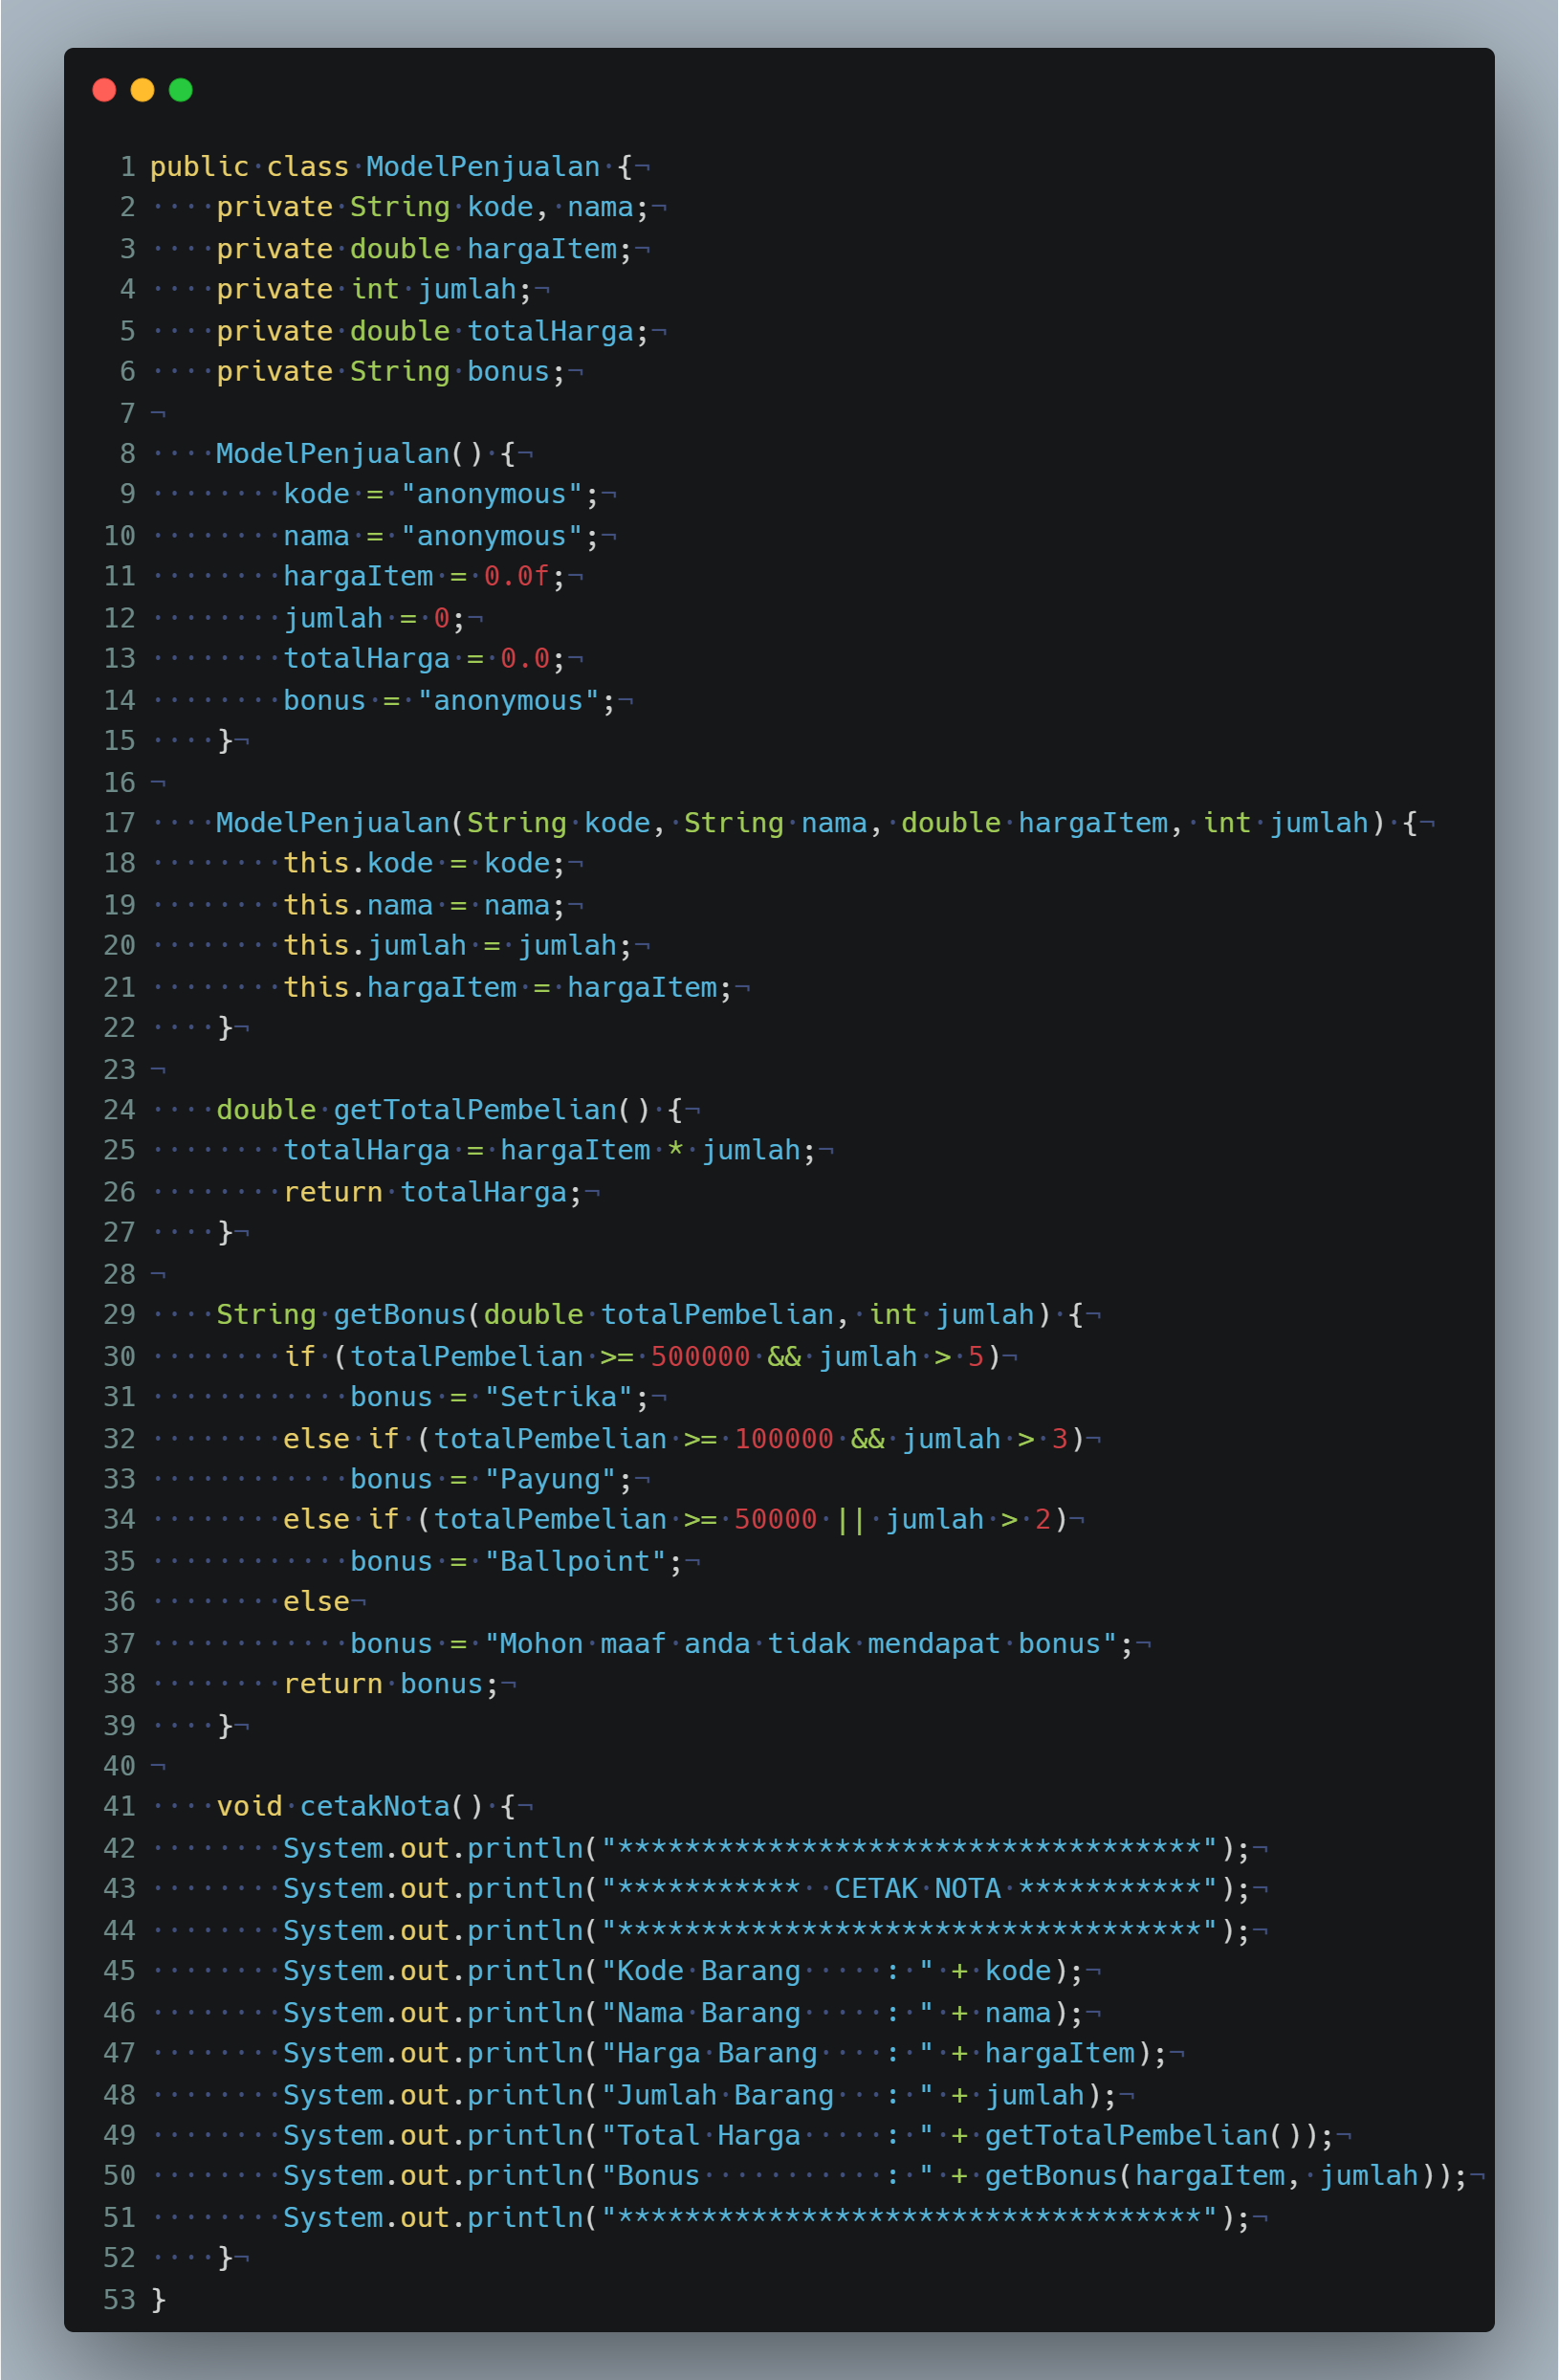 1 public class ModelPenjualan {
2     private String kode, nama;
3     private double hargaItem;
4     private int jumlah;
5     private double totalHarga;
6     private String bonus;
7
8     ModelPenjualan() {
9         kode = "anonymous";
10         nama = "anonymous";
11         hargaItem = 0.0f;
12         jumlah = 0;
13         totalHarga = 0.0;
14         bonus = "anonymous";
15     }
16
17     ModelPenjualan(String kode, String nama, double hargaItem, int jumlah) {
18         this.kode = kode;
19         this.nama = nama;
20         this.jumlah = jumlah;
21         this.hargaItem = hargaItem;
22     }
23
24     double getTotalPembelian() {
25         totalHarga = hargaItem * jumlah;
26         return totalHarga;
27     }
28
29     String getBonus(double totalPembelian, int jumlah) {
30         if (totalPembelian >= 500000 && jumlah > 5)
31             bonus = "Setrika";
32         else if (totalPembelian >= 100000 && jumlah > 3)
33             bonus = "Payung";
34         else if (totalPembelian >= 50000 || jumlah > 2)
35             bonus = "Ballpoint";
36         else
37             bonus = "Mohon maaf anda tidak mendapat bonus";
38         return bonus;
39     }
40
41     void cetakNota() {
42         System.out.println("***********************************");
43         System.out.println("***********  CETAK NOTA ***********");
44         System.out.println("***********************************");
45         System.out.println("Kode Barang     : " + kode);
46         System.out.println("Nama Barang     : " + nama);
47         System.out.println("Harga Barang    : " + hargaItem);
48         System.out.println("Jumlah Barang   : " + jumlah);
49         System.out.println("Total Harga     : " + getTotalPembelian());
50         System.out.println("Bonus           : " + getBonus(hargaItem, jumlah));
51         System.out.println("***********************************");
52     }
53 }